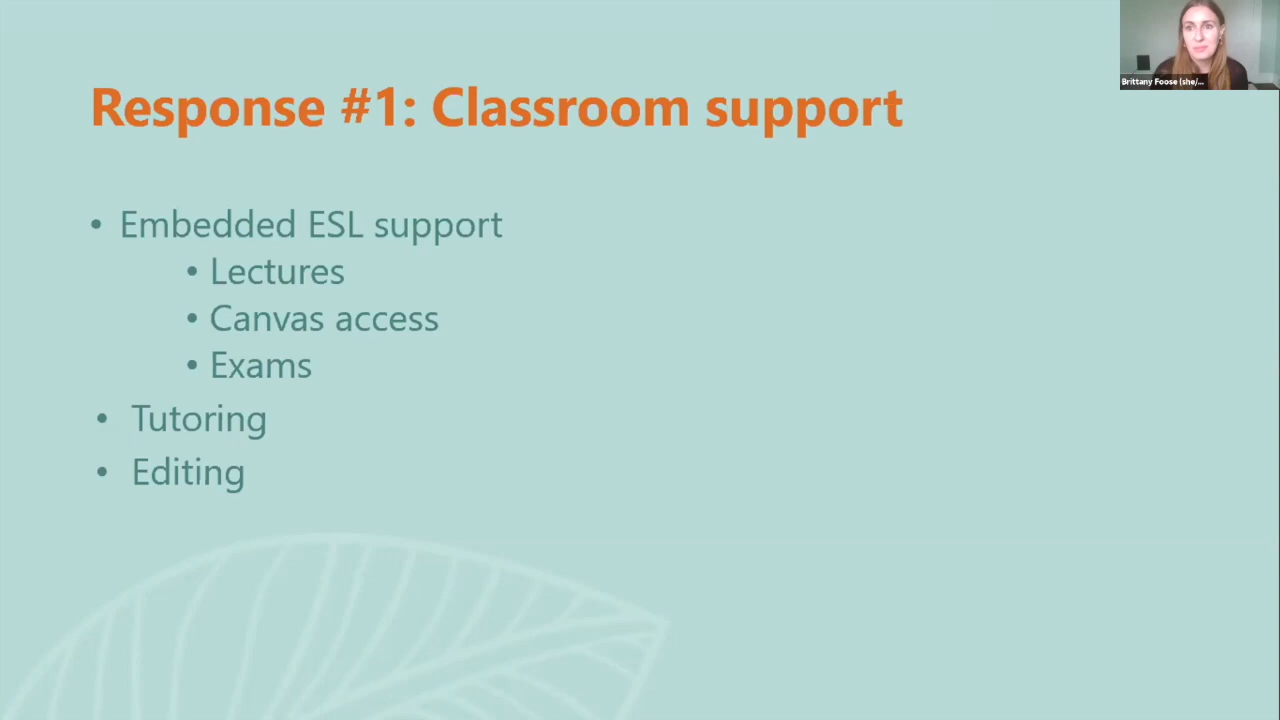 Response #1: Classroom support
• Embedded ESL support
• Lectures
• Canvas access
• Exams
• Tutoring
• Editing
Brittany Foose (she/...